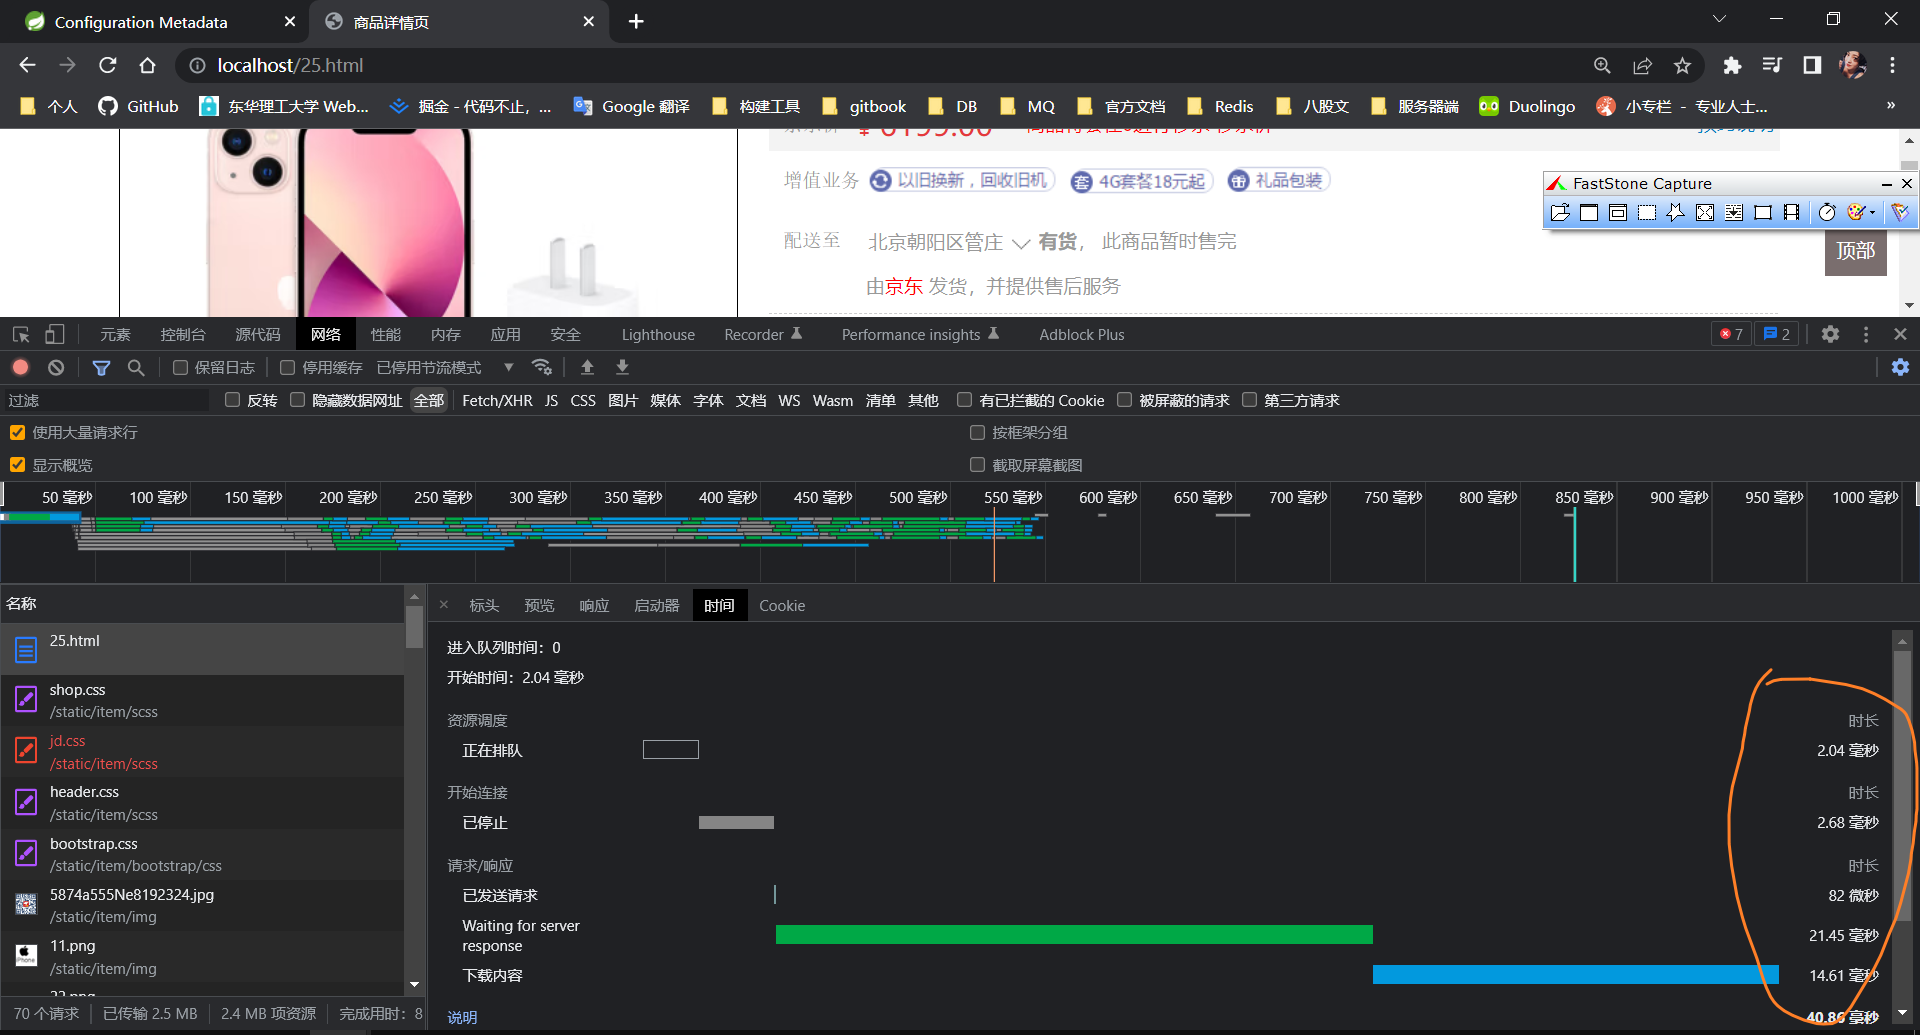 Configuration Metadata
商品详情页
localhost/25.html
个人 GitHub 东华理工大学 Web... 掘金 - 代码不止，... Google 翻译 构建工具 gitbook DB MQ 官方文档 Redis 八股文 服务器端 Duolingo 小专栏 - 专业人士... »
增值业务 以旧换新，回收旧机 套 4G套餐18元起 礼品包装
FastStone Capture
配送至 北京朝阳区管庄 有货， 此商品暂时售完
顶部
由京东 发货，并提供售后服务
元素 控制台 源代码 网络 性能 内存 应用 安全 Lighthouse Recorder Performance insights Adblock Plus 7 2
保留日志 停用缓存 已停用节流模式
过滤 反转 隐藏数据网址 全部 Fetch/XHR JS CSS 图片 媒体 字体 文档 WS Wasm 清单 其他 有已拦截的 Cookie 被屏蔽的请求 第三方请求
使用大量请求行 按框架分组
显示概览 截取屏幕截图
50 毫秒 100 毫秒 150 毫秒 200 毫秒 250 毫秒 300 毫秒 350 毫秒 400 毫秒 450 毫秒 500 毫秒 550 毫秒 600 毫秒 650 毫秒 700 毫秒 750 毫秒 800 毫秒 850 毫秒 900 毫秒 950 毫秒 1000 毫秒
名称
25.html
shop.css
/static/item/scss
jd.css
/static/item/scss
header.css
/static/item/scss
bootstrap.css
/static/item/bootstrap/css
5874a555Ne8192324.jpg
/static/item/img
11.png
/static/item/img
70 个请求 已传输 2.5 MB 2.4 MB 项资源 完成用时：8
标头 预览 响应 启动器 时间 Cookie
进入队列时间：0
开始时间：2.04 毫秒
资源调度 时长
正在排队 2.04 毫秒
开始连接 时长
已停止 2.68 毫秒
请求/响应 时长
已发送请求 82 微秒
Waiting for server
response 21.45 毫秒
下载内容 14.61 毫秒
说明 40.86 毫秒